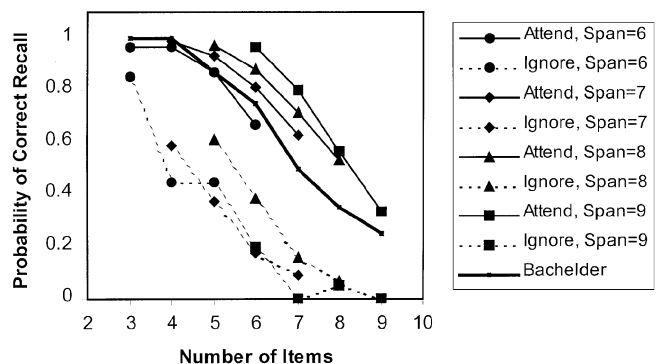 Probability of Correct Recall
1
0.8
0.6
0.4
0.2
0
2 3 4 5 6 7 8 9 10
Number of Items
Attend, Span=6
Ignore, Span=6
Attend, Span=7
Ignore, Span=7
Attend, Span=8
Ignore, Span=8
Attend, Span=9
Ignore, Span=9
Bachelder